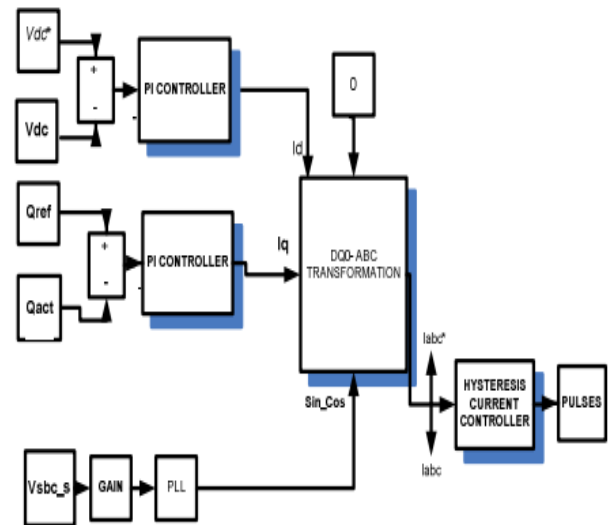 Vdc*
+
-
PI CONTROLLER
-
Vdc
0
Id
Qref
+
-
PI CONTROLLER
-
Qact
Iq
DQ0- ABC
TRANSFORMATION
Iabc*
Sin_Cos
HYSTERESIS
CURRENT
CONTROLLER
PULSES
Iabc
Vsbc_s
GAIN
PLL